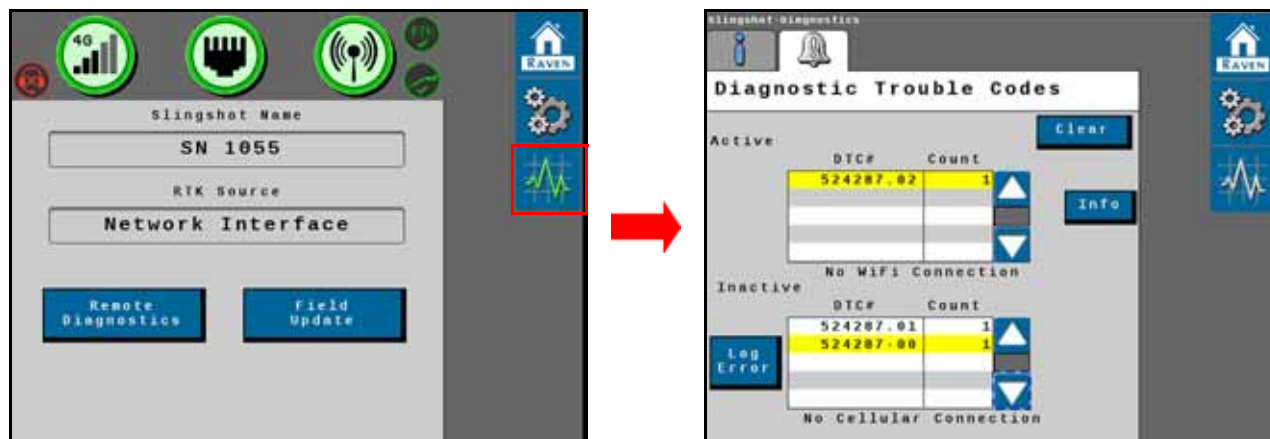 4G
RAVEN
Slingshot Name
SN 1055
RTK Source
Network Interface
Remote
Diagnostics
Field
Update
Slingshot-Diagnostics
RAVEN
Diagnostic Trouble Codes
Clear
Active
DTC# Count
524287.02 1
Info
No WiFi Connection
Inactive
DTC# Count
524287.01 1
524287.00 1
Log
Error
No Cellular Connection